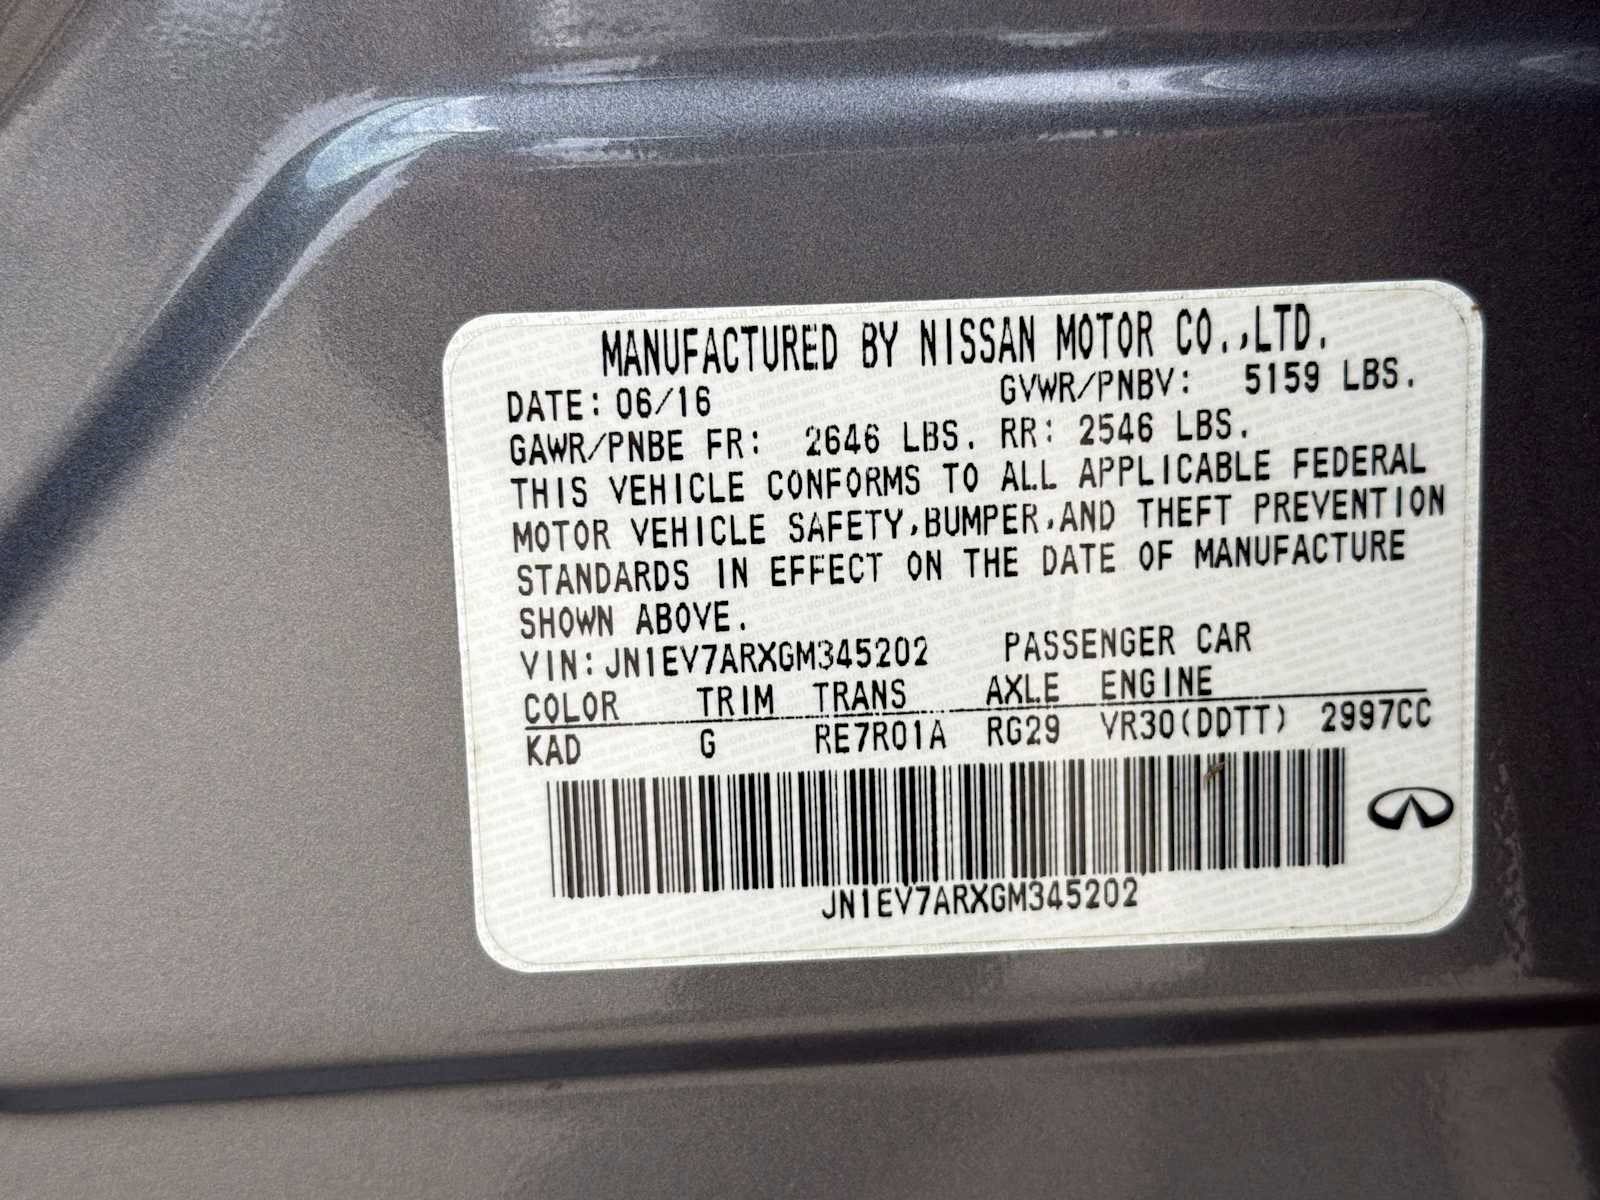 MANUFACTURED BY NISSAN MOTOR CO.,LTD.
DATE: 06/16 GVWR/PNBV: 5159 LBS.
GAWR/PNBE FR: 2646 LBS. RR: 2546 LBS.
THIS VEHICLE CONFORMS TO ALL APPLICABLE FEDERAL
MOTOR VEHICLE SAFETY,BUMPER,AND THEFT PREVENTION
STANDARDS IN EFFECT ON THE DATE OF MANUFACTURE
SHOWN ABOVE.
VIN:JN1EV7ARXGM345202 PASSENGER CAR
COLOR TRIM TRANS AXLE ENGINE
KAD G RE7R01A RG29 VR30(DDTT) 2997CC
JN1EV7ARXGM345202